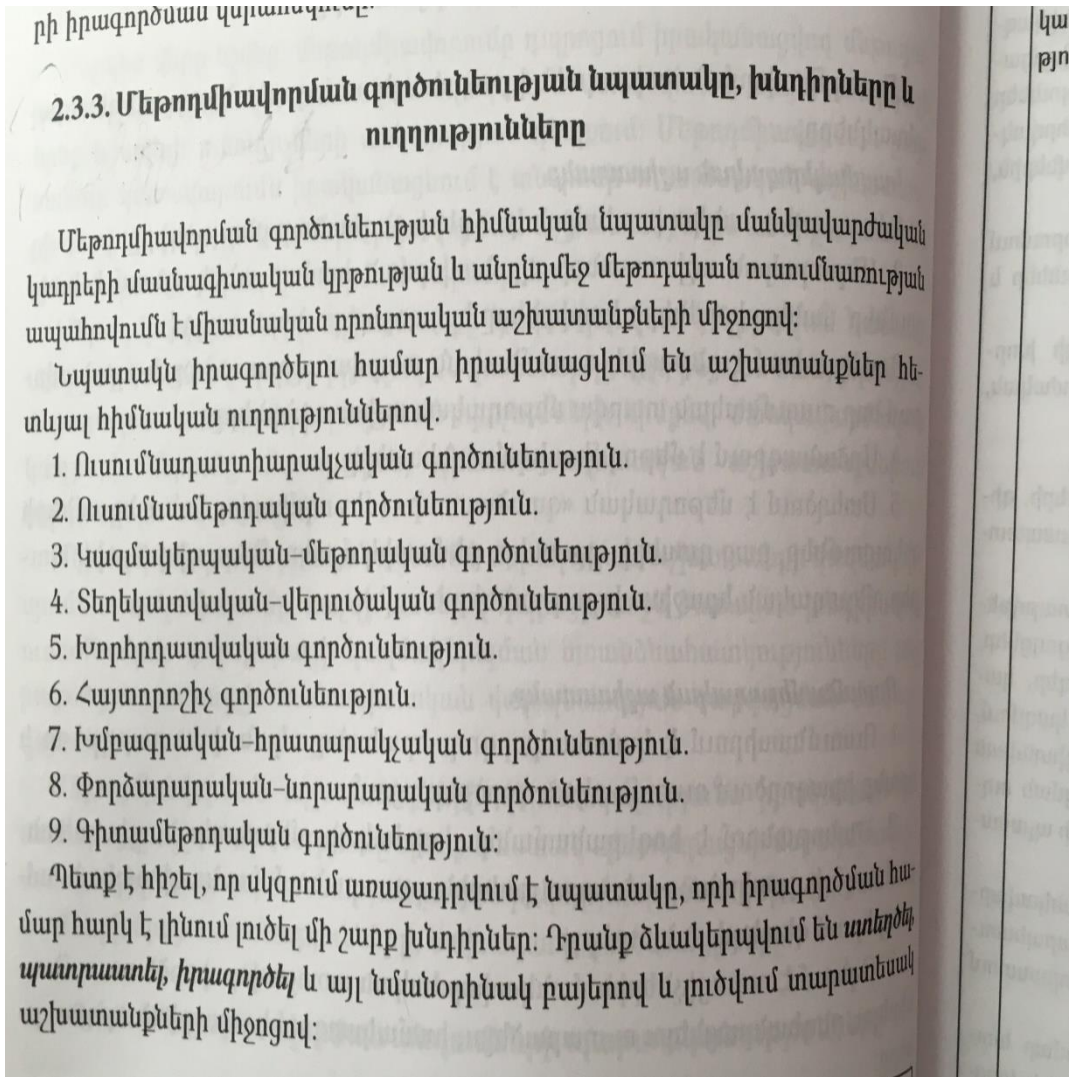 րի իրագործման
2.3.3. Մեթոդմիավորման գործունեության նպատակը, խնդիրները և
ուղղությունները
Մեթոդմիավորման գործունեության հիմնական նպատակը մանկավարժական
կադրերի մասնագիտական կրթության և անընդմեջ մեթոդական ուսումնառության
ապահովումն է միասնական որոնողական աշխատանքների միջոցով:
Նպատակն իրագործելու համար իրականացվում են աշխատանքներ հե-
տևյալ հիմնական ուղղություններով.
1. Ուսումնադաստիարակչական գործունեություն.
2. Ուսումնամեթոդական գործունեություն.
3. Կազմակերպական–մեթոդական գործունեություն.
4. Տեղեկատվական–վերլուծական գործունեություն.
5. Խորհրդատվական գործունեություն.
6. Հայտորոշիչ գործունեություն.
7. Խմբագրական–հրատարակչական գործունեություն.
8. Փորձարարական–նորարարական գործունեություն.
9. Գիտամեթոդական գործունեություն:
Պետք է հիշել, որ սկզբում առաջադրվում է նպատակը, որի իրագործման հա-
մար հարկ է լինում լուծել մի շարք խնդիրներ: Դրանք ձևակերպվում են ստեղծել,
պատրաստել, իրագործել և այլ նմանօրինակ բայերով և լուծվում տարատեսակ
աշխատանքների միջոցով: